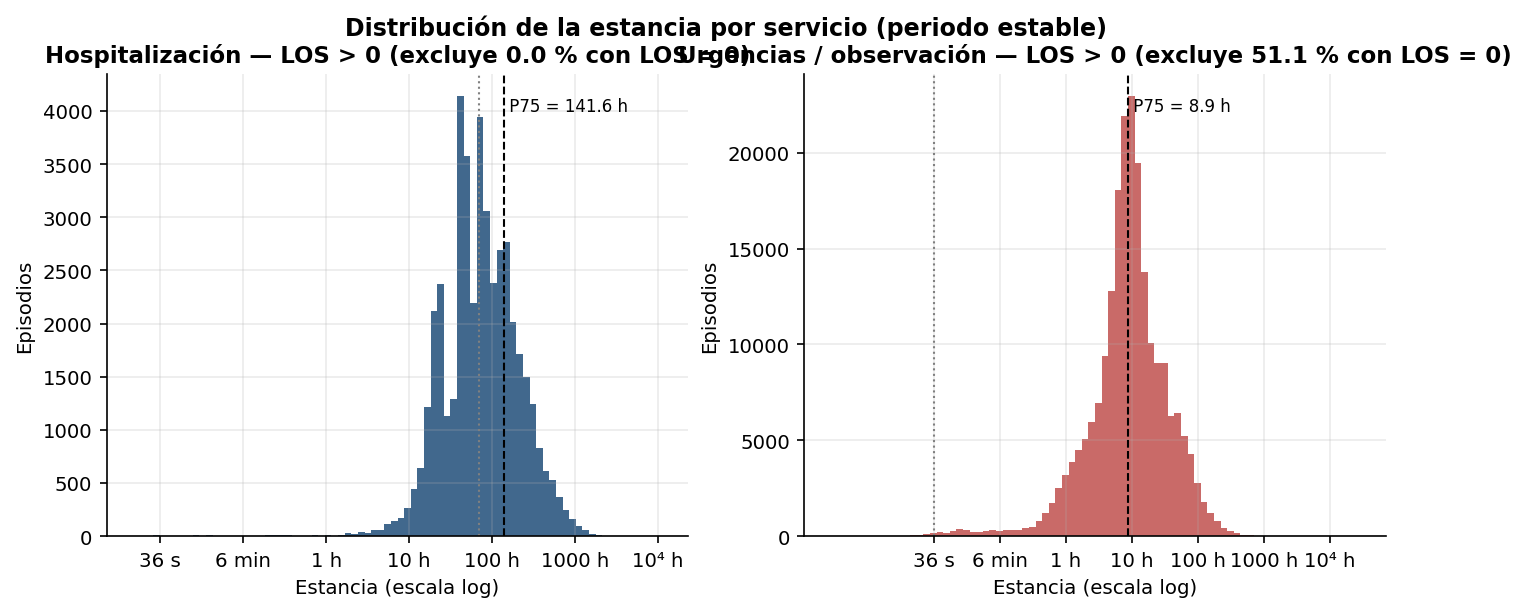 Distribución de la estancia por servicio (periodo estable)
Hospitalización — LOS > 0 (excluye 0.0 % con LOS = 0)
Urgencias / observación — LOS > 0 (excluye 51.1 % con LOS = 0)
P75 = 141.6 h
4000
3500
3000
2500
2000
1500
1000
500
0
Episodios
36 s 6 min 1 h 10 h 100 h 1000 h 10⁴ h
Estancia (escala log)
P75 = 8.9 h
20000
15000
10000
5000
0
Episodios
36 s 6 min 1 h 10 h 100 h 1000 h 10⁴ h
Estancia (escala log)